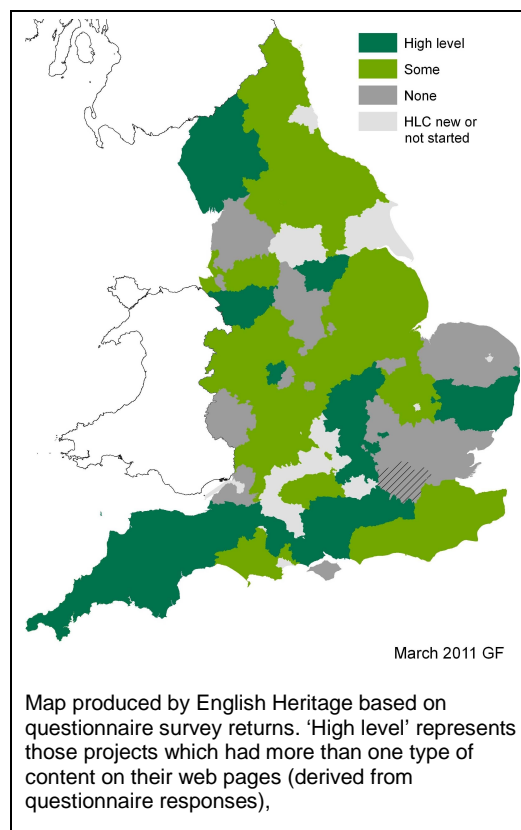 High level
Some
None
HLC new or
not started
March 2011 GF
Map produced by English Heritage based on
questionnaire survey returns. ‘High level’ represents
those projects which had more than one type of
content on their web pages (derived from
questionnaire responses),